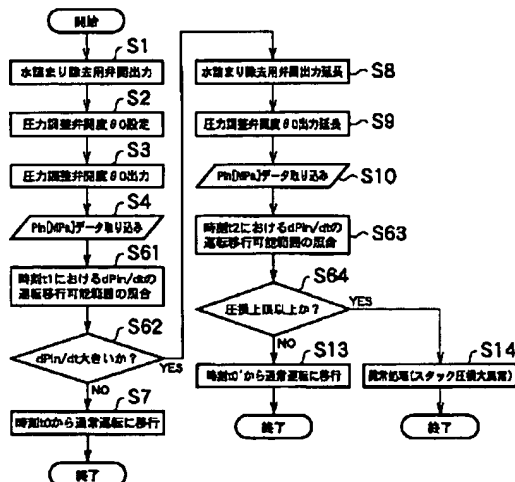 開始
S1
水詰まり除去用弁開出力
S2
圧力調整弁開度θ0設定
S3
圧力調整弁開度θ0出力
S4
Pin[MPa]データ取り込み
S61
時刻t1におけるdPin/dtの
運転移行可能範囲の照合
S62
dPin/dt大きいか?
YES
NO
S7
時刻t0から通常運転に移行
終了
水詰まり除去用弁開出力延長
S8
圧力調整弁開度θ0出力延長
S9
Pin[MPa]データ取り込み
S10
時刻t2におけるdPin/dtの
運転移行可能範囲の照合
S63
S64
圧損上限以上か?
YES
NO
S13
時刻t0'から通常運転に移行
終了
S14
異常処理(スタック圧損大異常)
終了